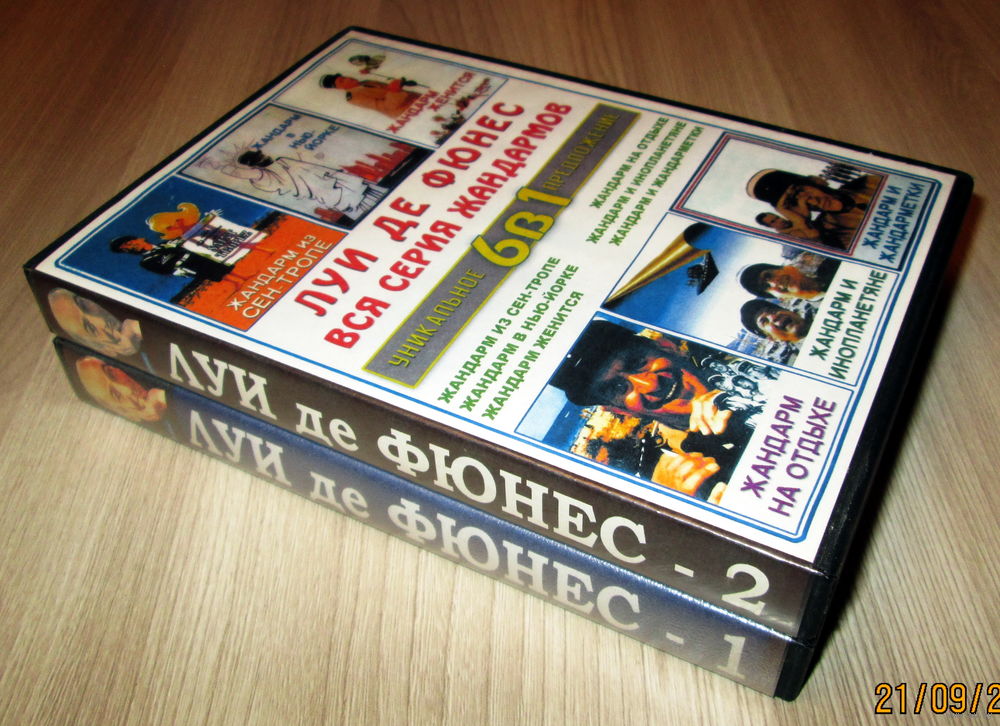 ЖАНДАРМ
ЖЕНИТСЯ
ЖАНДАРМ
В
НЬЮ-
ЙОРКЕ
ЖАНДАРМ ИЗ
СЕН-ТРОПЕ
ЛУИ ДЕ ФЮНЕС
ВСЯ СЕРИЯ ЖАНДАРМОВ
УНИКАЛЬНОЕ 6В1 ПРЕДЛОЖЕНИЕ
ЖАНДАРМ ИЗ СЕН-ТРОПЕ
ЖАНДАРМ В НЬЮ-ЙОРКЕ
ЖАНДАРМ ЖЕНИТСЯ
ЖАНДАРМ НА ОТДЫХЕ
ЖАНДАРМ И ИНОПЛАНЕТЯНЕ
ЖАНДАРМ И ЖАНДАРМЕТКИ
ЖАНДАРМ И
ЖАНДАРМЕТКИ
ЖАНДАРМ И
ИНОПЛАНЕТЯНЕ
ЖАНДАРМ
НА ОТДЫХЕ
ЛУИ де ФЮНЕС - 2
ЛУИ де ФЮНЕС - 1
21/09/2